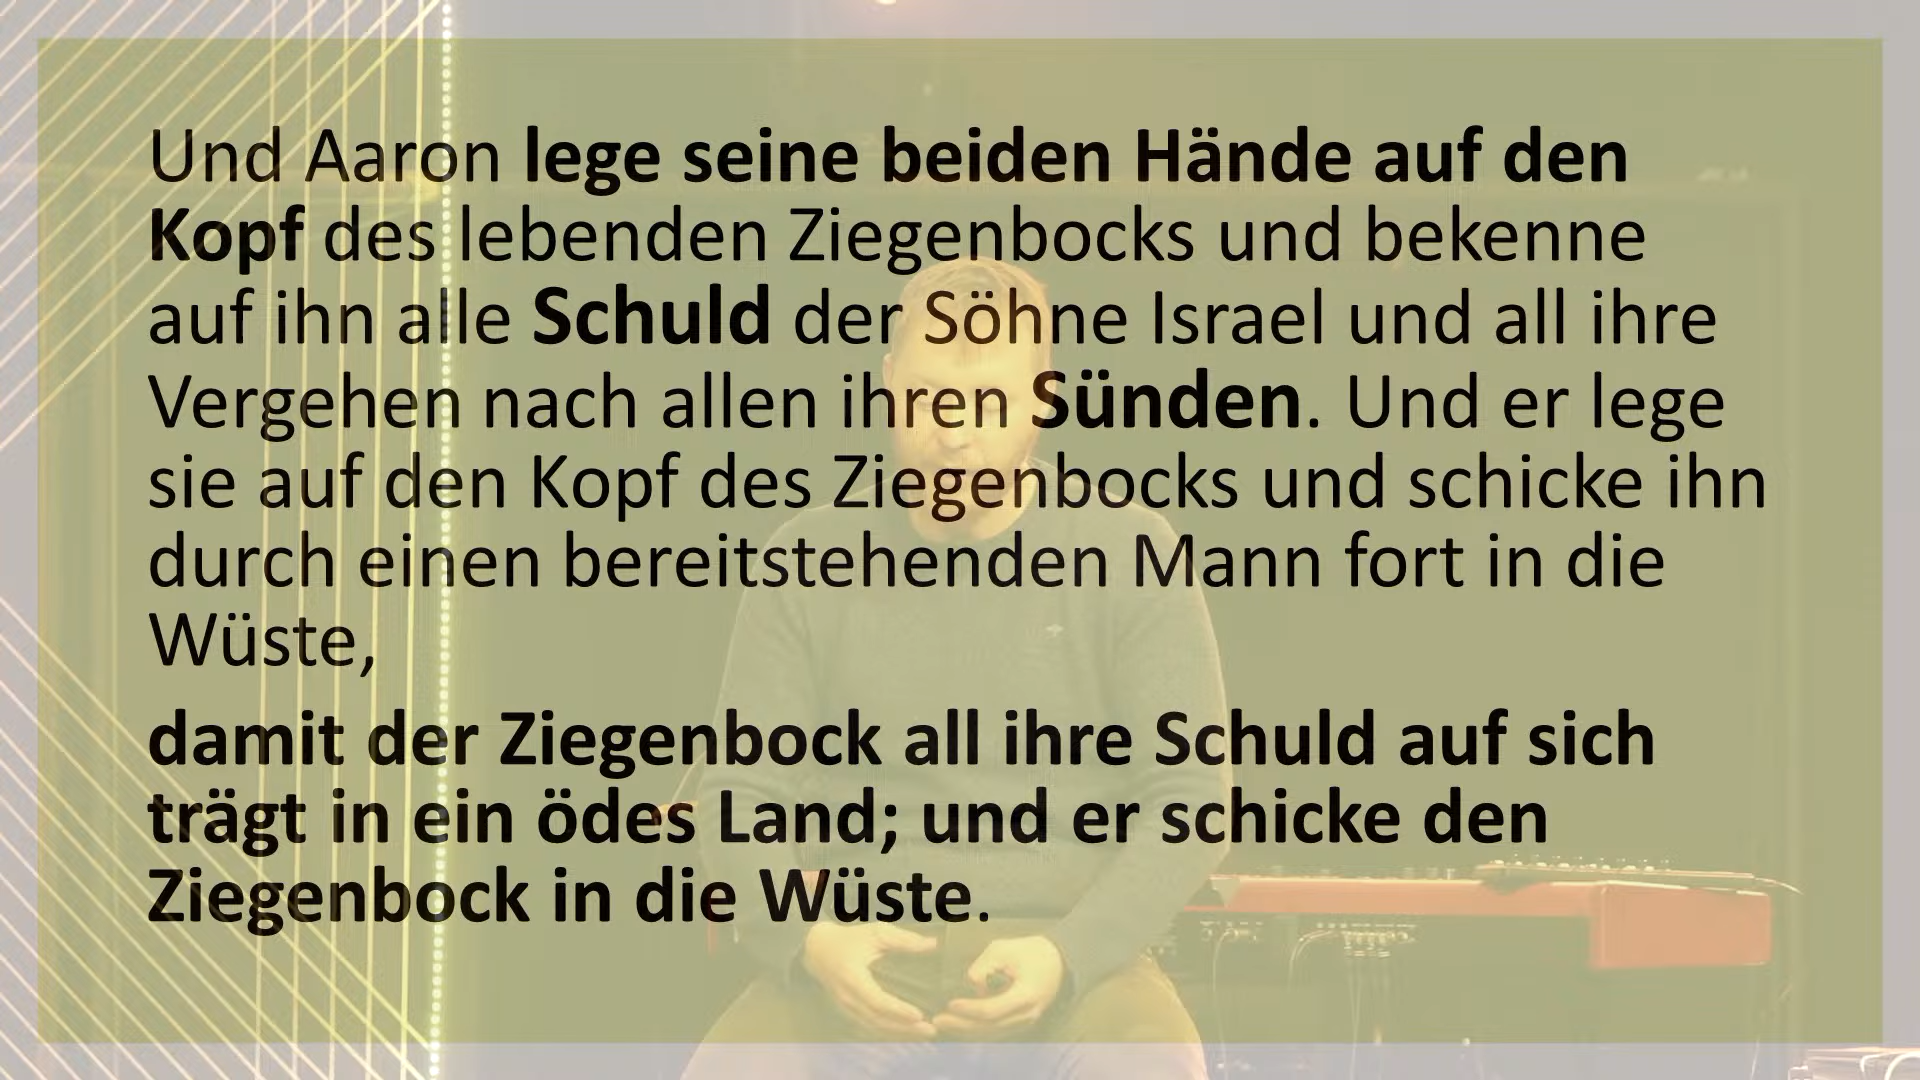 Und Aaron lege seine beiden Hände auf den
Kopf des lebenden Ziegenbocks und bekenne
auf ihn alle Schuld der Söhne Israel und all ihre
Vergehen nach allen ihren Sünden. Und er lege
sie auf den Kopf des Ziegenbocks und schicke ihn
durch einen bereitstehenden Mann fort in die
Wüste,
damit der Ziegenbock all ihre Schuld auf sich
trägt in ein ödes Land; und er schicke den
Ziegenbock in die Wüste.